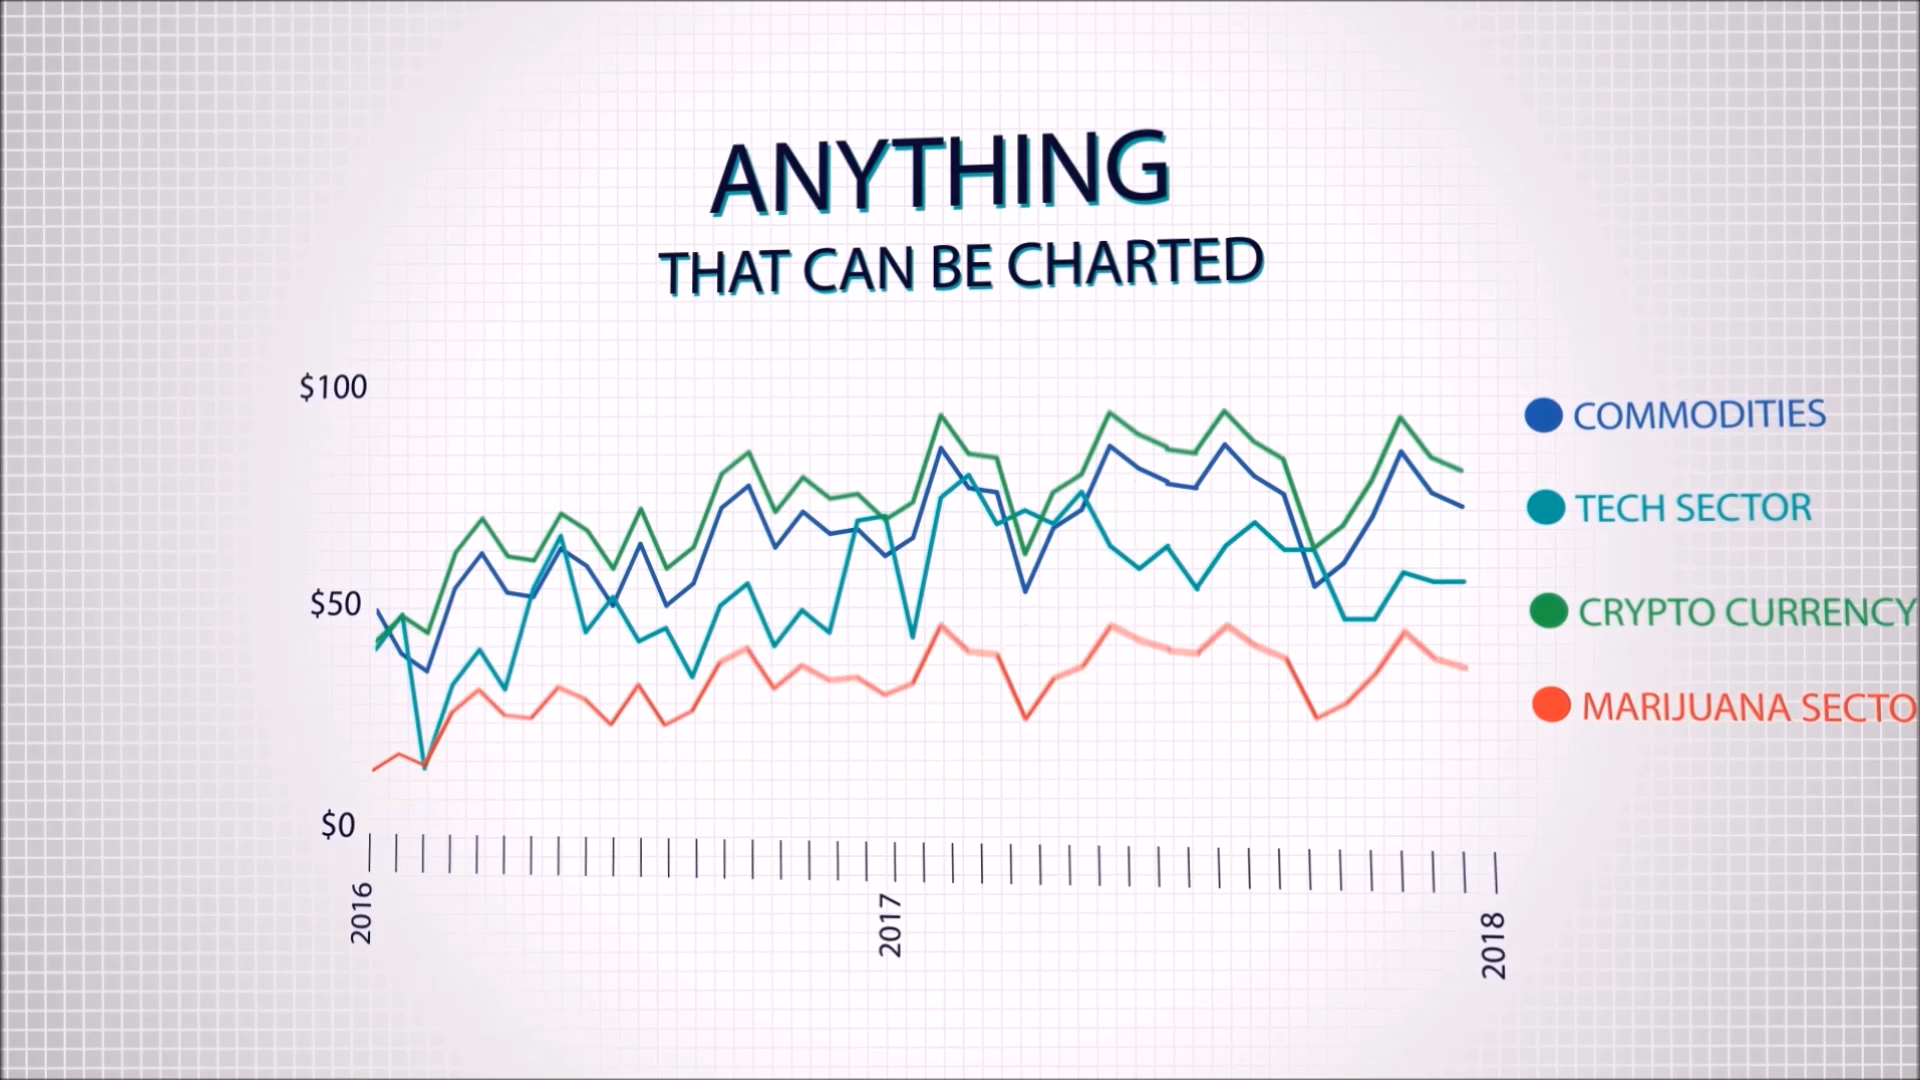 ANYTHING
THAT CAN BE CHARTED
$100
$50
$0
2016
2017
2018
COMMODITIES
TECH SECTOR
CRYPTO CURRENCY
MARIJUANA SECTO